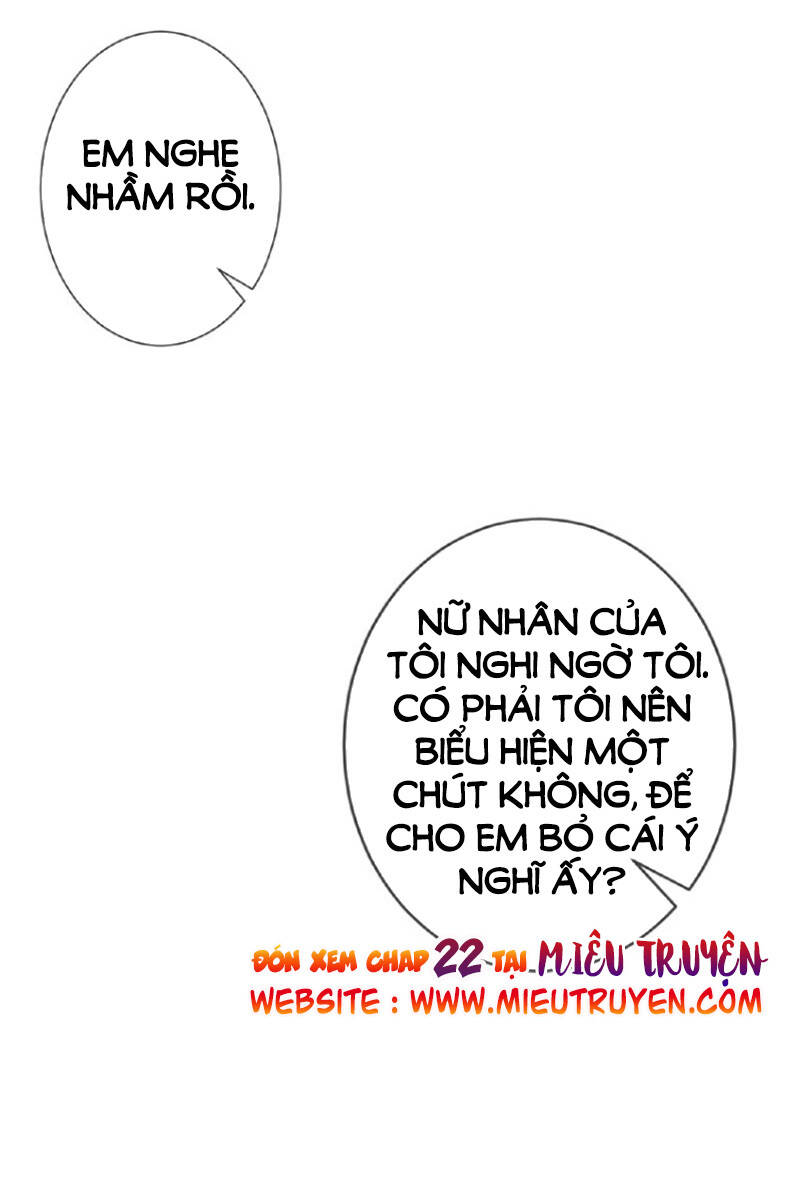 EM NGHE
NHẦM RỒI.
NỮ NHÂN CỦA
TÔI NGHI NGỜ TÔI.
CÓ PHẢI TÔI NÊN
BIỂU HIỆN MỘT
CHÚT KHÔNG, ĐỂ
CHO EM BỎ CÁI Ý
NGHĨ ẤY?
ĐÓN XEM CHAP 22 TẠI MIÊU TRUYỆN
WEBSITE : WWW.MIEUTRUYEN.COM